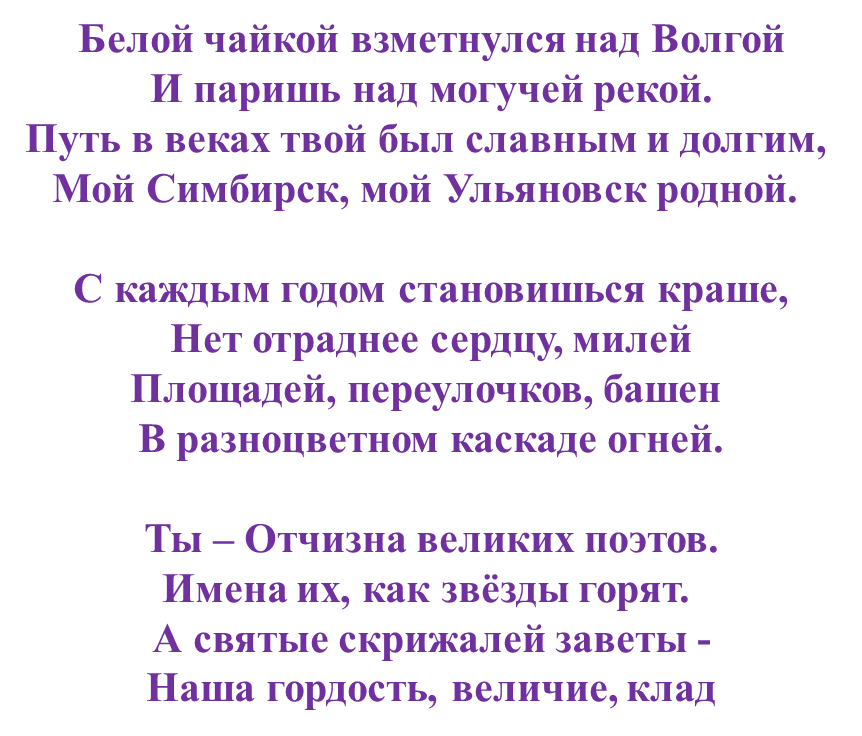 Белой чайкой взметнулся над Волгой
И паришь над могучей рекой.
Путь в веках твой был славным и долгим,
Мой Симбирск, мой Ульяновск родной.
С каждым годом становишься краше,
Нет отраднее сердцу, милей
Площадей, переулочков, башен
В разноцветном каскаде огней.
Ты – Отчизна великих поэтов.
Имена их, как звёзды горят.
А святые скрижалей заветы -
Наша гордость, величие, клад